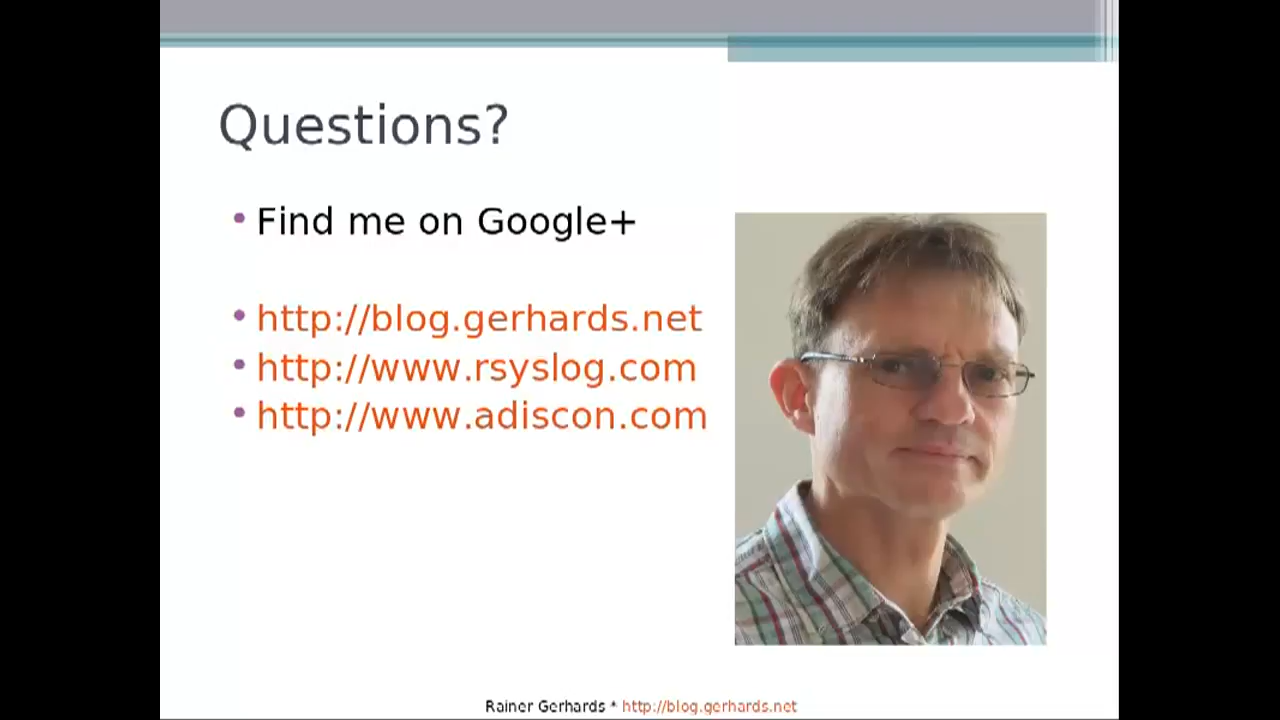 Questions?
Find me on Google+
http://blog.gerhards.net
http://www.rsyslog.com
http://www.adiscon.com
Rainer Gerhards * http://blog.gerhards.net